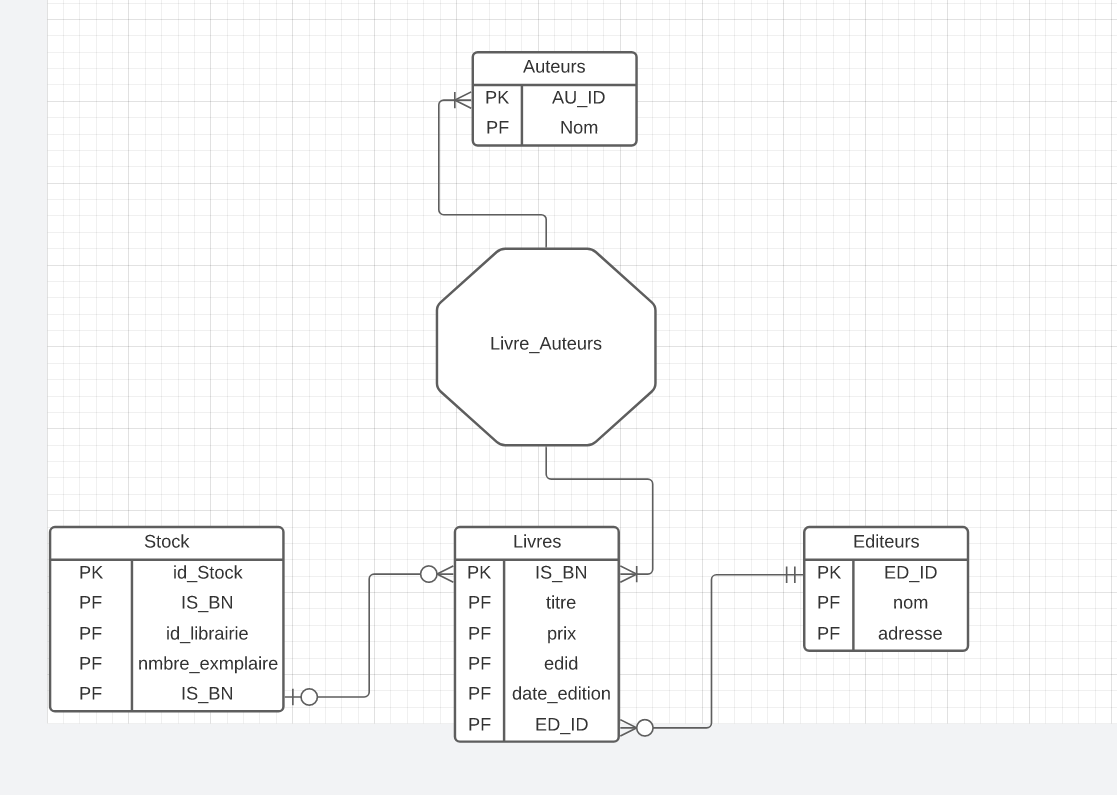 Auteurs
PK AU_ID
PF Nom
Livre_Auteurs
Stock
PK id_Stock
PF IS_BN
PF id_librairie
PF nmbre_exmplaire
PF IS_BN
Livres
PK IS_BN
PF titre
PF prix
PF edid
PF date_edition
PF ED_ID
Editeurs
PK ED_ID
PF nom
PF adresse